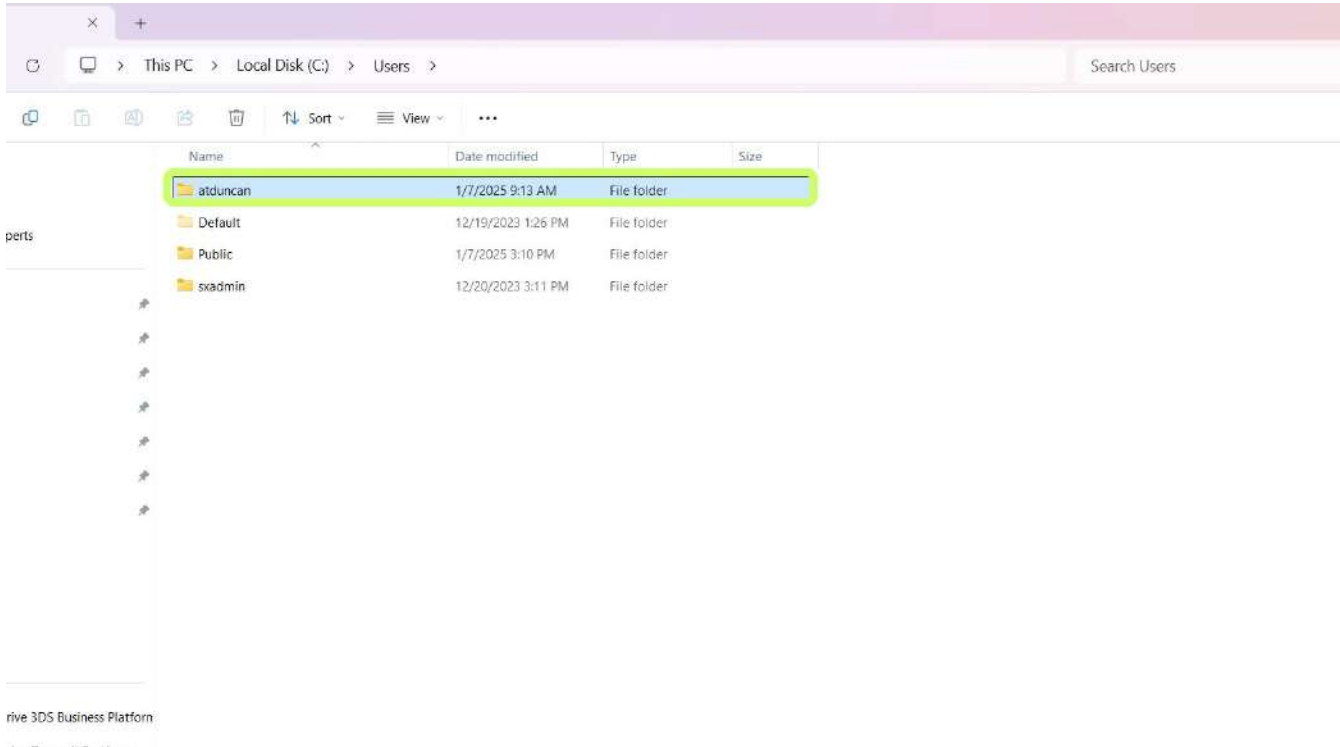 This PC > Local Disk (C:) > Users >
Search Users
Sort
View
Name Date modified Type Size
atduncan 1/7/2025 9:13 AM File folder
Default 12/19/2023 1:26 PM File folder
perts
Public 1/7/2025 3:10 PM File folder
sxadmin 12/20/2023 3:11 PM File folder
rive 3DS Business Platform